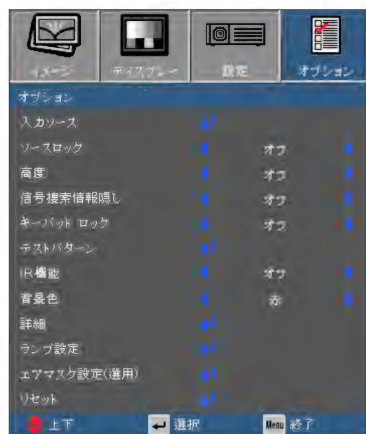 イメージ ディスプレー 設定 オプション
オプション
入力ソース
ソースロック オフ
高度 オフ
信号捜索情報隠し オフ
キーパッド ロック オフ
テストパターン
IR機能 オフ
背景色 赤
詳細
ランプ設定
エアマスク設定(選用)
リセット
上下 選択 Menu 終了